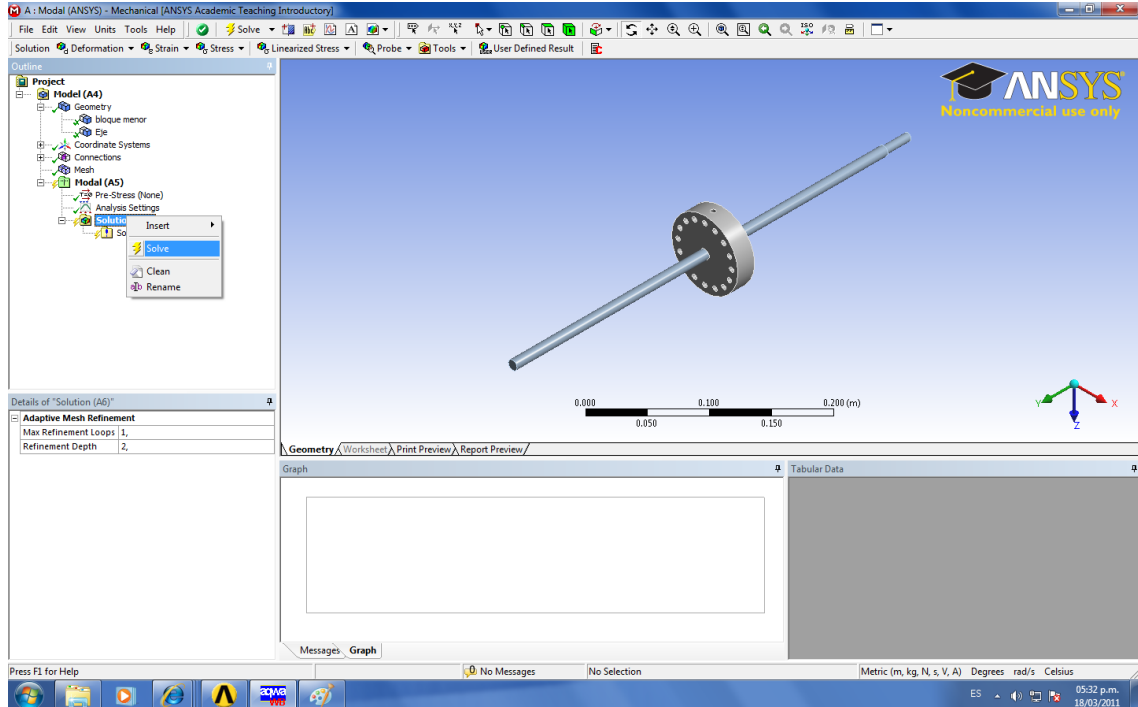 A : Modal (ANSYS) - Mechanical [ANSYS Academic Teaching Introductory]
File Edit View Units Tools Help Solve
Solution Deformation Strain Stress Linearized Stress Probe Tools User Defined Result
Outline
Project
Model (A4)
Geometry
bloque menor
Eje
Coordinate Systems
Connections
Mesh
Modal (A5)
Pre-Stress (None)
Analysis Settings
Solutio
So
Insert
Solve
Clean
Rename
ANSYS
Noncommercial use only
0.000 0.100 0.200 (m)
0.050 0.150
Y X
Z
Details of "Solution (A6)"
Adaptive Mesh Refinement
Max Refinement Loops 1,
Refinement Depth 2,
Geometry Worksheet Print Preview Report Preview
Graph
Tabular Data
Messages Graph
Press F1 for Help
0 No Messages
No Selection
Metric (m, kg, N, s, V, A) Degrees rad/s Celsius
aqwa
WB
ES
05:32 p.m.
18/03/2011